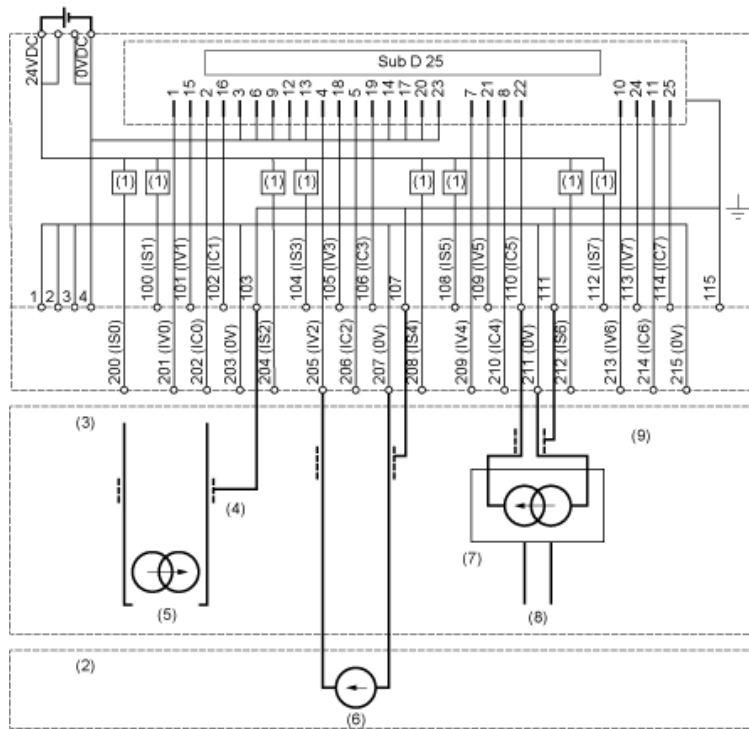 24VDC
0VDC
Sub D 25
1
15
2
16
3
6
9
12
13
4
18
5
19
14
17
20
23
7
21
8
22
10
24
11
25
(1)
(1)
(1)
(1)
(1)
(1)
(1)
(1)
1
2
3
4
100 (IS1)
101 (IV1)
102 (IC1)
103
104 (IS3)
105 (IV3)
106 (IC3)
107
108 (IS5)
109 (IV5)
110 (IC5)
111
112 (IS7)
113 (IV7)
114 (IC7)
115
200 (IS0)
201 (IV0)
202 (IC0)
203 (0V)
204 (IS2)
205 (IV2)
206 (IC2)
207 (0V)
208 (IS4)
209 (IV4)
210 (IC4)
211 (0V)
212 (IS6)
213 (IV6)
214 (IC6)
215 (0V)
(3)
(9)
(4)
(7)
(5)
(8)
(2)
(6)